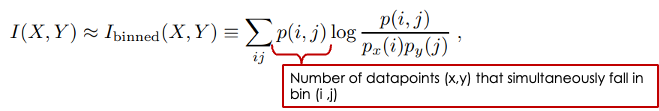 I(X, Y) ≈ I_binned(X, Y) ≡ ∑_ij p(i, j) log p(i, j) / p_x(i)p_y(j) ,
Number of datapoints (x,y) that simultaneously fall in
bin (i ,j)